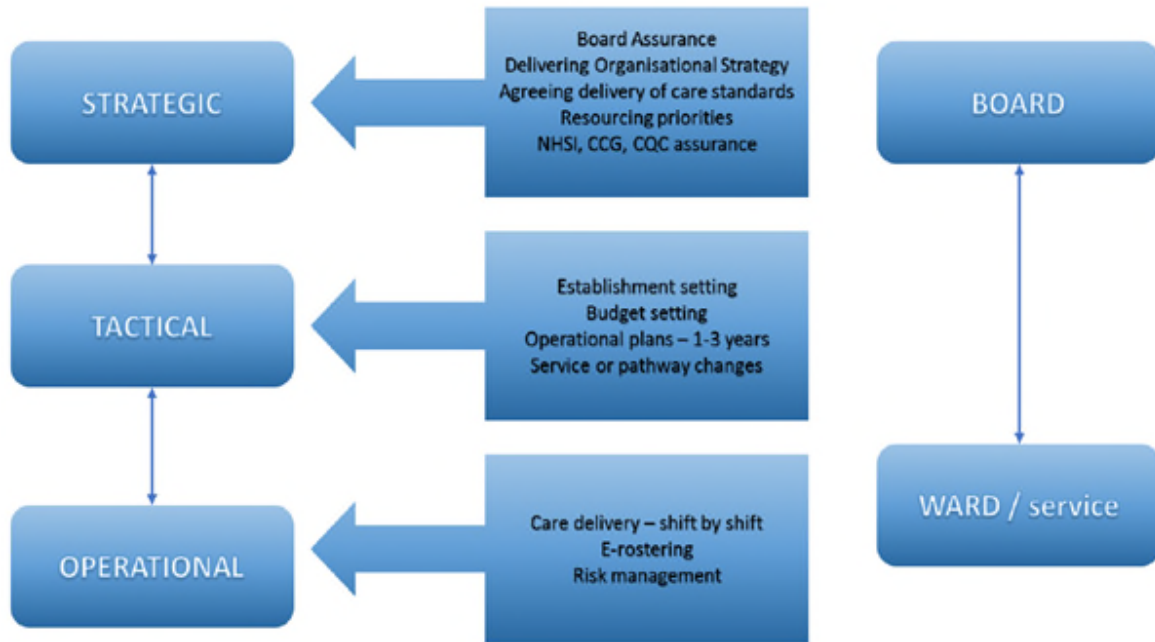 STRATEGIC
Board Assurance
Delivering Organisational Strategy
Agreeing delivery of care standards
Resourcing priorities
NHSI, CCG, CQC assurance
BOARD
TACTICAL
Establishment setting
Budget setting
Operational plans – 1-3 years
Service or pathway changes
OPERATIONAL
Care delivery – shift by shift
E-rostering
Risk management
WARD / service